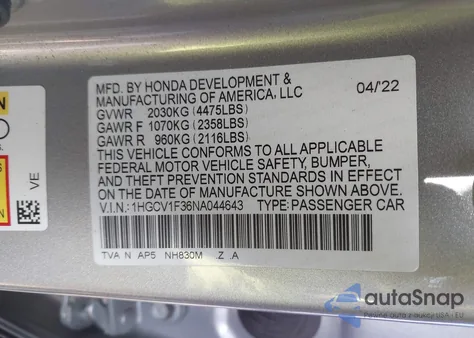 MFD. BY HONDA DEVELOPMENT &
MANUFACTURING OF AMERICA, LLC 04/22
GVWR 2030KG (4475LBS)
GAWR F 1070KG (2358LBS)
GAWR R 960KG (2116LBS)
THIS VEHICLE CONFORMS TO ALL APPLICABLE
FEDERAL MOTOR VEHICLE SAFETY, BUMPER,
AND THEFT PREVENTION STANDARDS IN EFFECT
ON THE DATE OF MANUFACTURE SHOWN ABOVE.
V.I.N.: 1HGCV1F36NA044643 TYPE: PASSENGER CAR
TVA N AP5 NH830M Z A
VE
autoSnap